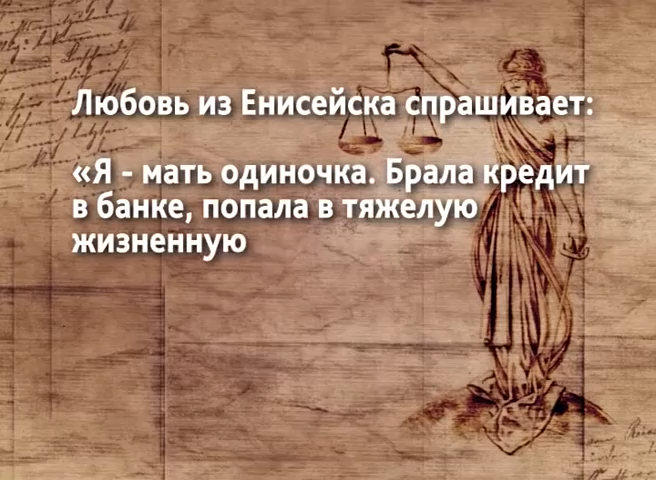 Любовь из Енисейска спрашивает:
«Я - мать одиночка. Брала кредит
в банке, попала в тяжелую
жизненную